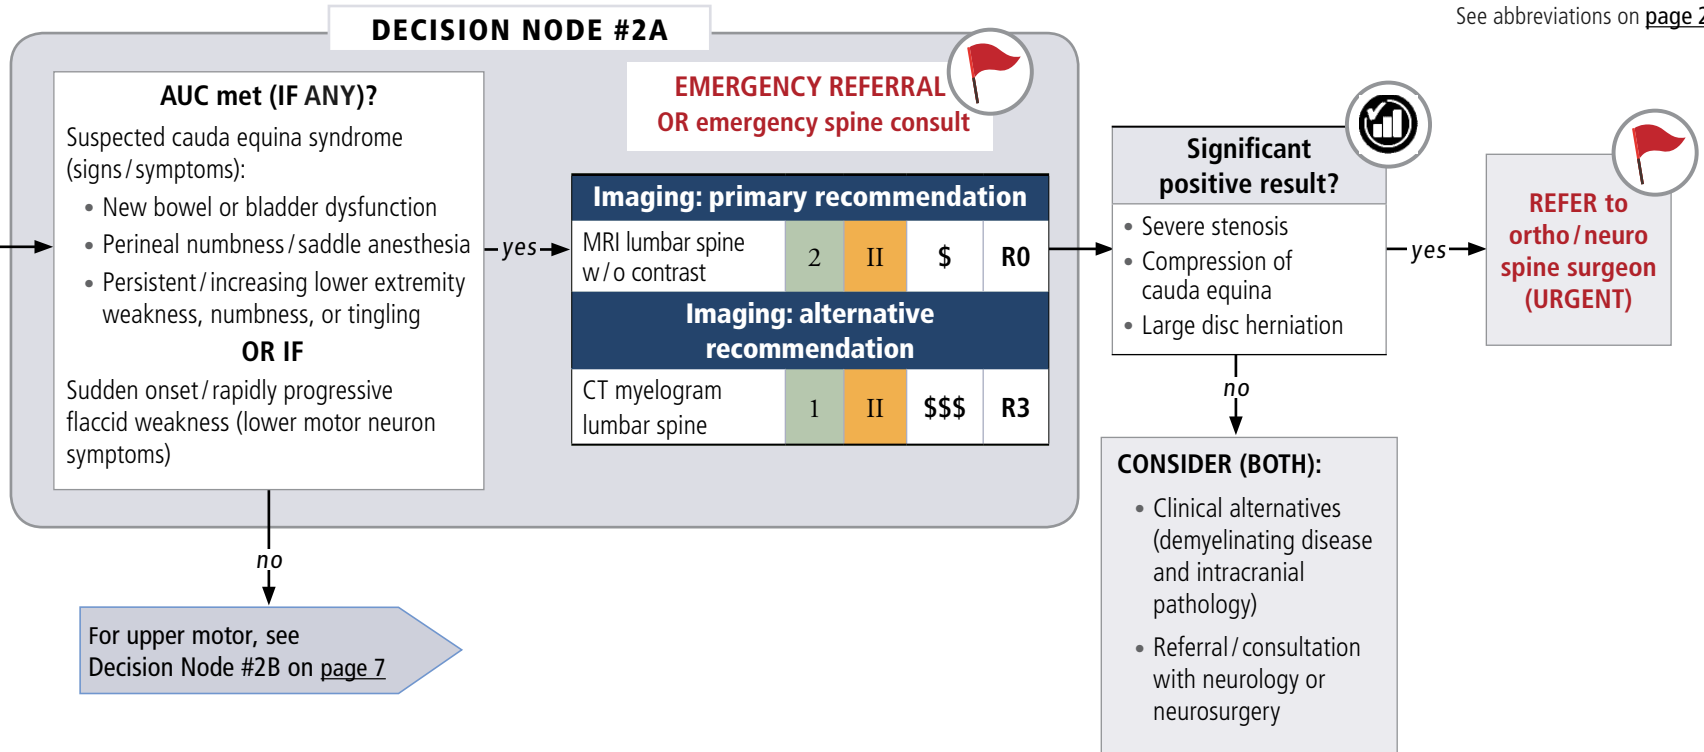 See abbreviations on page 2
DECISION NODE #2A
AUC met (IF ANY)?
Suspected cauda equina syndrome
(signs/symptoms):
• New bowel or bladder dysfunction
• Perineal numbness/saddle anesthesia
• Persistent/increasing lower extremity
weakness, numbness, or tingling
OR IF
Sudden onset/rapidly progressive
flaccid weakness (lower motor neuron
symptoms)
yes
EMERGENCY REFERRAL
OR emergency spine consult
Imaging: primary recommendation
MRI lumbar spine
w/o contrast
2 II $ R0
Imaging: alternative
recommendation
CT myelogram
lumbar spine
1 II $$$ R3
Significant
positive result?
• Severe stenosis
• Compression of
cauda equina
• Large disc herniation
yes
REFER to
ortho/neuro
spine surgeon
(URGENT)
no
CONSIDER (BOTH):
• Clinical alternatives
(demyelinating disease
and intracranial
pathology)
• Referral/consultation
with neurology or
neurosurgery
no
For upper motor, see
Decision Node #2B on page 7